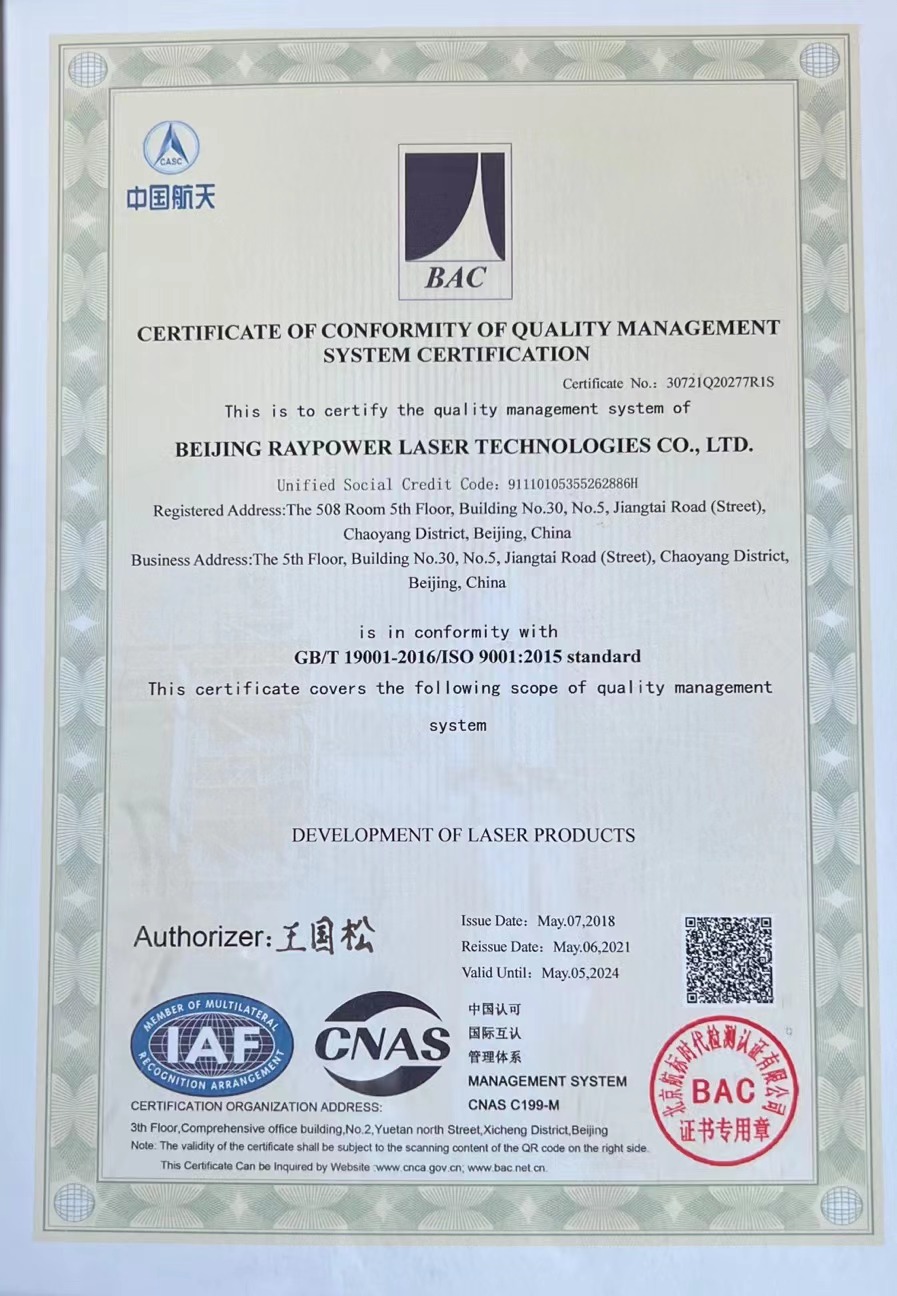 CASC
中国航天
BAC
CERTIFICATE OF CONFORMITY OF QUALITY MANAGEMENT
SYSTEM CERTIFICATION
Certificate No.: 30721Q20277R1S
This is to certify the quality management system of
BEIJING RAYPOWER LASER TECHNOLOGIES CO., LTD.
Unified Social Credit Code: 91110105355262886H
Registered Address:The 508 Room 5th Floor, Building No.30, No.5, Jiangtai Road (Street),
Chaoyang District, Beijing, China
Business Address:The 5th Floor, Building No.30, No.5, Jiangtai Road (Street), Chaoyang District,
Beijing, China
is in conformity with
GB/T 19001-2016/ISO 9001:2015 standard
This certificate covers the following scope of quality management
system
DEVELOPMENT OF LASER PRODUCTS
Authorizer:王国松
Issue Date: May.07,2018
Reissue Date: May.06,2021
Valid Until: May.05,2024
MEMBER OF MULTILATERAL
IAF
RECOGNITION ARRANGEMENT
CNAS
中国认可
国际互认
管理体系
MANAGEMENT SYSTEM
CNAS C199-M
北京航标时代检测认证有限公司
BAC
证书专用章
CERTIFICATION ORGANIZATION ADDRESS:
3th Floor,Comprehensive office building,No.2,Yuetan north Street,Xicheng District,Beijing
Note: The validity of the certificate shall be subject to the scanning content of the QR code on the right side.
This Certificate Can be Inquired by Website :www.cnca.gov.cn; www.bac.net.cn.